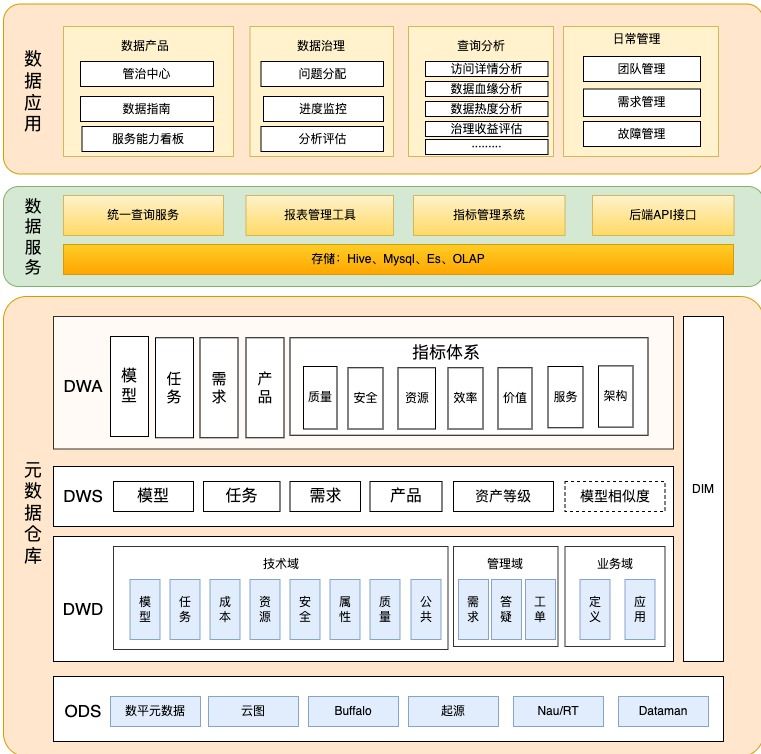 数据应用
数据产品
管治中心
数据指南
服务能力看板
数据治理
问题分配
进度监控
分析评估
查询分析
访问详情分析
数据血缘分析
数据热度分析
治理收益评估
·········
日常管理
团队管理
需求管理
故障管理
数据服务
统一查询服务
报表管理工具
指标管理系统
后端API接口
存储：Hive、Mysql、Es、OLAP
元数据仓库
DWA
模型
任务
需求
产品
指标体系
质量
安全
资源
效率
价值
服务
架构
DIM
DWS
模型
任务
需求
产品
资产等级
模型相似度
DWD
技术域
模型
任务
成本
资源
安全
属性
质量
公共
管理域
需求
答疑
工单
业务域
定义
应用
ODS
数平元数据
云图
Buffalo
起源
Nau/RT
Dataman